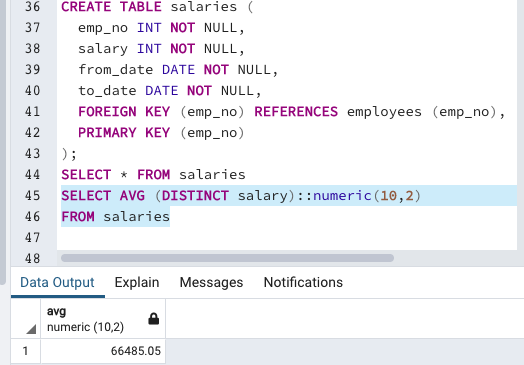 36 CREATE TABLE salaries (
37 emp_no INT NOT NULL,
38 salary INT NOT NULL,
39 from_date DATE NOT NULL,
40 to_date DATE NOT NULL,
41 FOREIGN KEY (emp_no) REFERENCES employees (emp_no),
42 PRIMARY KEY (emp_no)
43 );
44 SELECT * FROM salaries
45 SELECT AVG (DISTINCT salary)::numeric(10,2)
46 FROM salaries
47
48
Data Output Explain Messages Notifications
avg
numeric (10,2)
1 66485.05